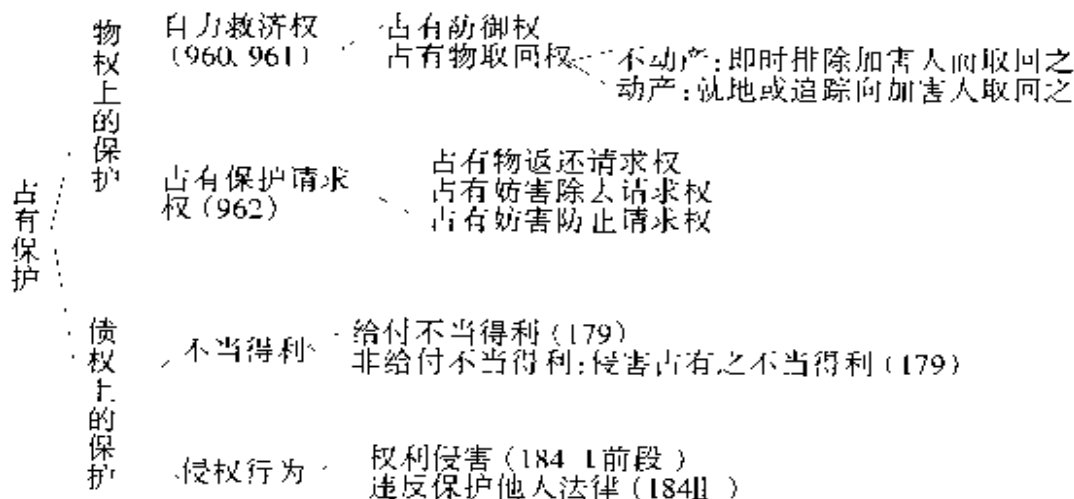 占有保护
物权上的保护
自力救济权
(960、961)
占有防御权
占有物取回权
不动产:即时排除加害人而取回之
动产:就地或追踪向加害人取回之
占有保护请求
权(962)
占有物返还请求权
占有妨害除去请求权
占有妨害防止请求权
债权上的保护
不当得利
给付不当得利(179)
非给付不当得利:侵害占有之不当得利(179)
侵权行为
权利侵害(184 I前段)
违反保护他人法律(184II)